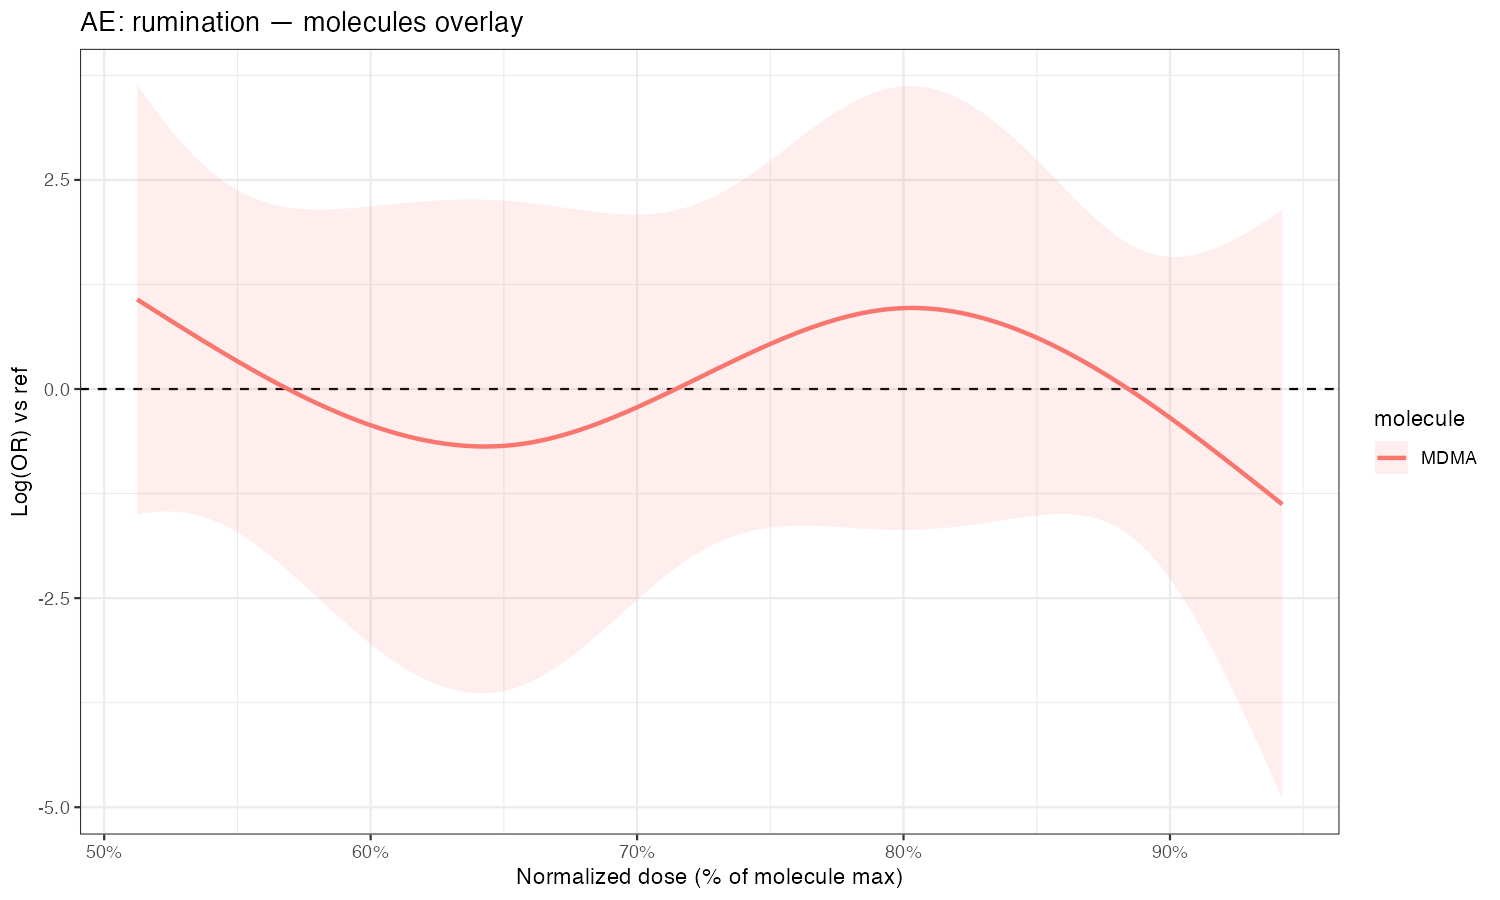 AE: rumination — molecules overlay
Log(OR) vs ref
2.5
0.0
-2.5
-5.0
50% 60% 70% 80% 90%
Normalized dose (% of molecule max)
molecule
MDMA